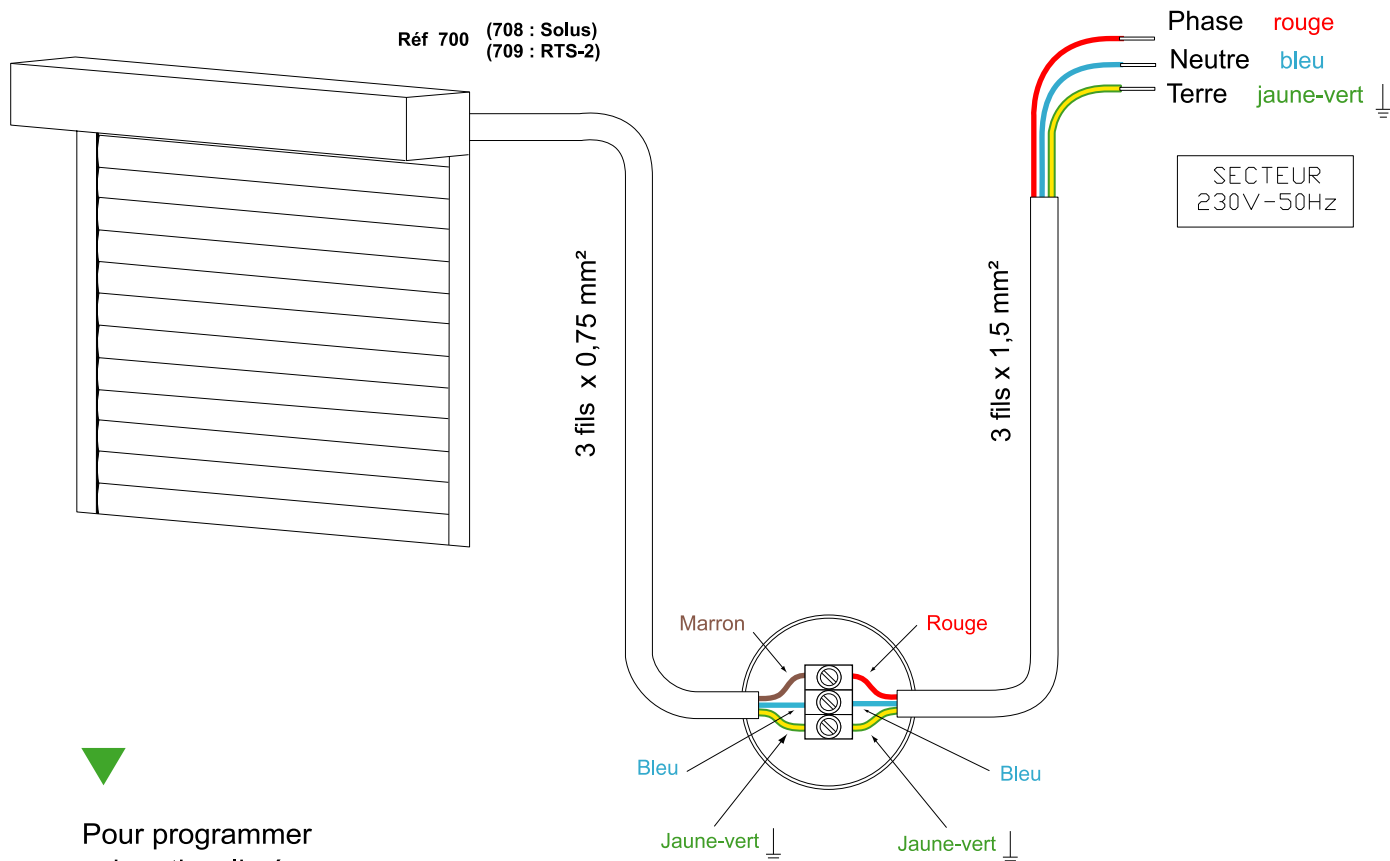 Réf 700 (708 : Solus)
(709 : RTS-2)
Phase rouge
Neutre bleu
Terre jaune-vert
SECTEUR
230V-50Hz
3 fils x 0,75 mm²
3 fils x 1,5 mm²
Marron
Rouge
Bleu
Bleu
Jaune-vert
Jaune-vert
Pour programmer